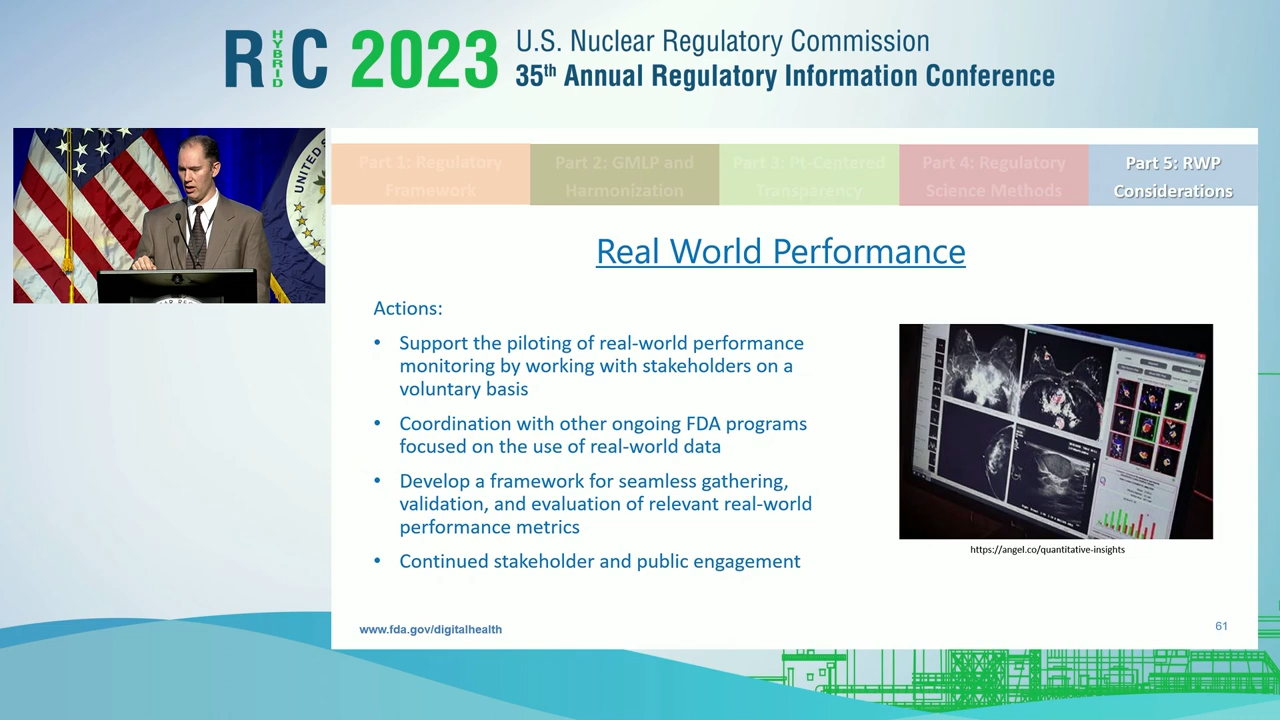 RIC 2023
HYBRID
U.S. Nuclear Regulatory Commission
35th Annual Regulatory Information Conference
UNITED
Part 1: Regulatory
Framework
Part 2: GMLP and
Harmonization
Part 3: Pt-Centered
Transparency
Part 4: Regulatory
Science Methods
Part 5: RWP
Considerations
Real World Performance
Actions:
• Support the piloting of real-world performance
monitoring by working with stakeholders on a
voluntary basis
• Coordination with other ongoing FDA programs
focused on the use of real-world data
• Develop a framework for seamless gathering,
validation, and evaluation of relevant real-world
performance metrics
• Continued stakeholder and public engagement
https://angel.co/quantitative-insights
www.fda.gov/digitalhealth
61